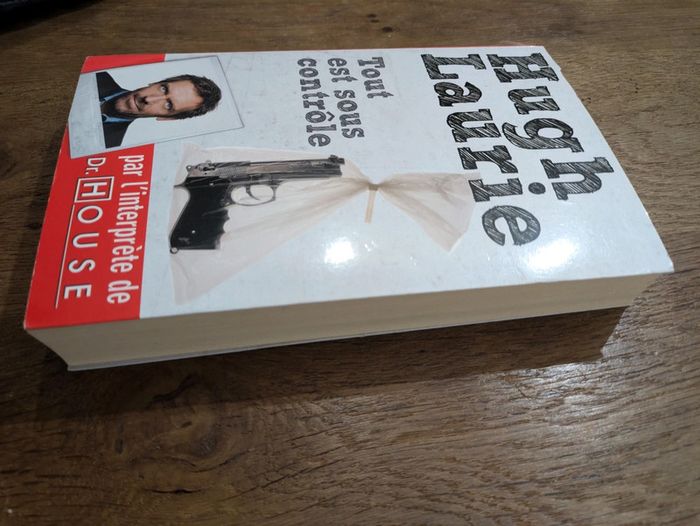 Hugh
Laurie
Tout
est sous
contrôle
par l'interprète de
Dr. HOUSE